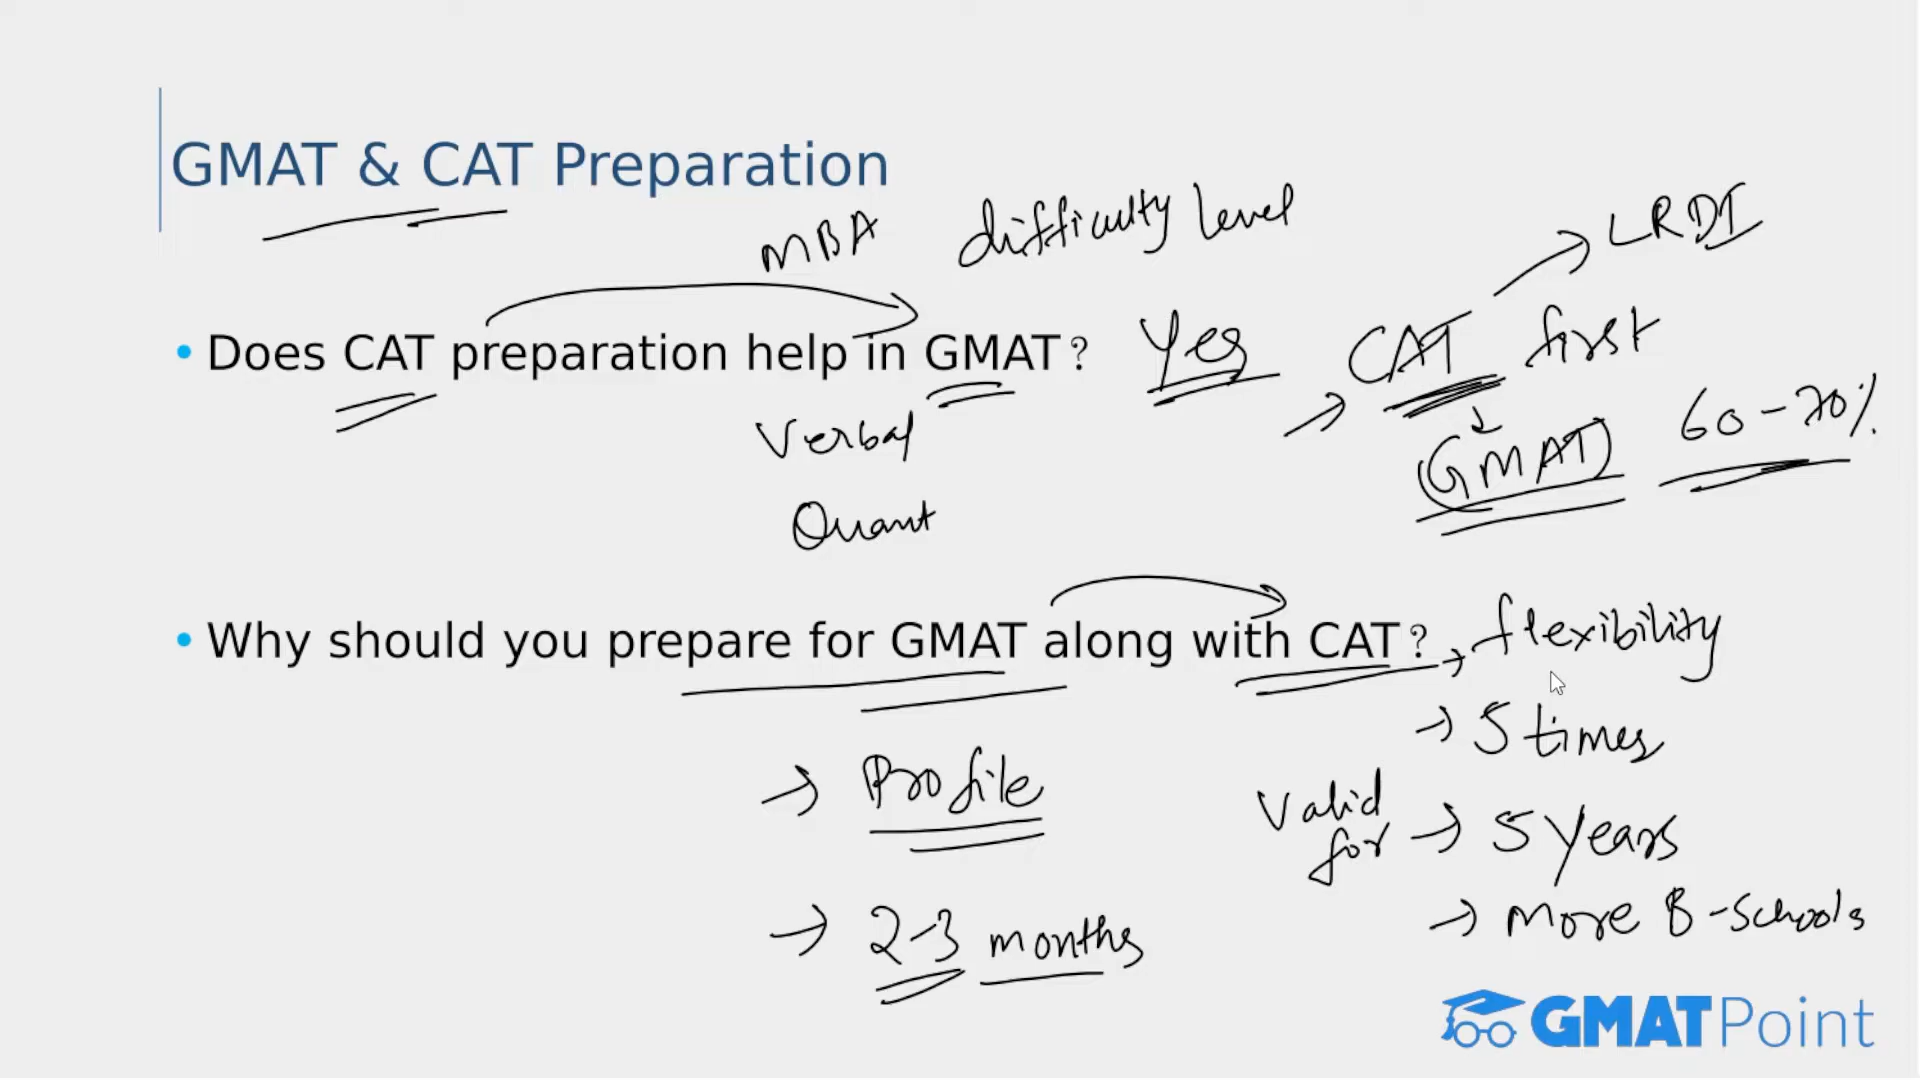 GMAT & CAT Preparation
MBA difficulty level
LRDI
• Does CAT preparation help in GMAT? Yes CAT first
Verbal
GMAT 60-70%
Quant
• Why should you prepare for GMAT along with CAT? → flexibility
→ 5 times
→ Profile
Valid for → 5 years
→ More B-Schools
→ 2-3 months
GMATPoint